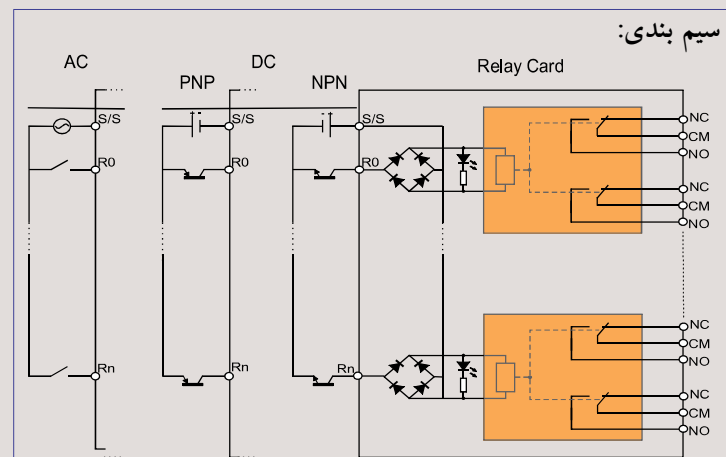 سیم بندی:
AC DC Relay Card
PNP NPN
S/S S/S S/S
R0 R0 R0
NC
CM
NO
NC
CM
NO
Rn Rn Rn
NC
CM
NO
NC
CM
NO